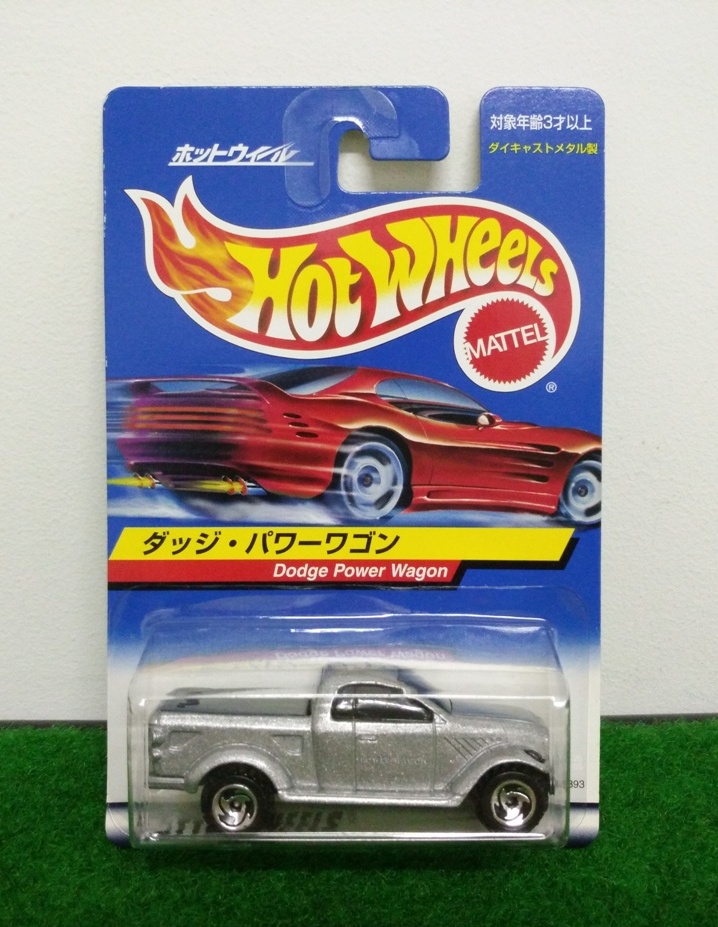 ホットウィール
対象年齢3才以上
ダイキャストメタル製
Hot Wheels
MATTEL
®
ダッジ・パワーワゴン
Dodge Power Wagon
893